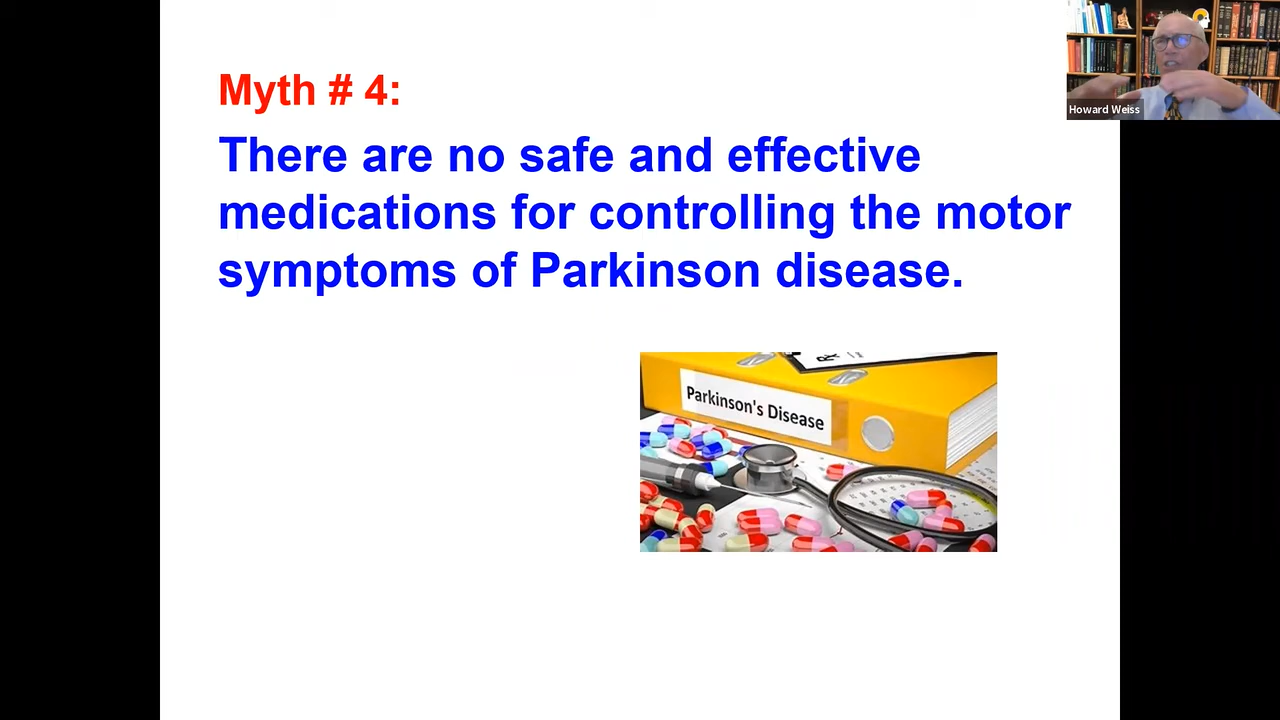 Myth # 4:
There are no safe and effective
medications for controlling the motor
symptoms of Parkinson disease.
Howard Weiss
Parkinson's Disease